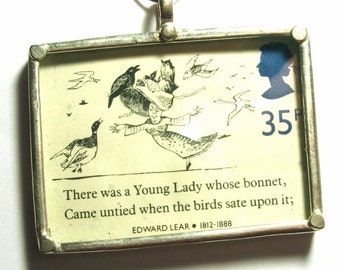 35P
There was a Young Lady whose bonnet,
Came untied when the birds sate upon it;
EDWARD LEAR • 1812-1888